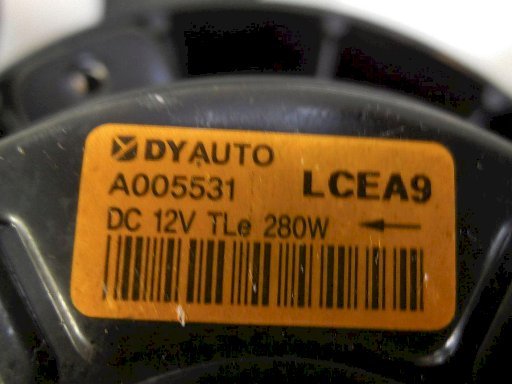 DYAUTO
A005531 LCEA9
DC 12V TLe 280W ←